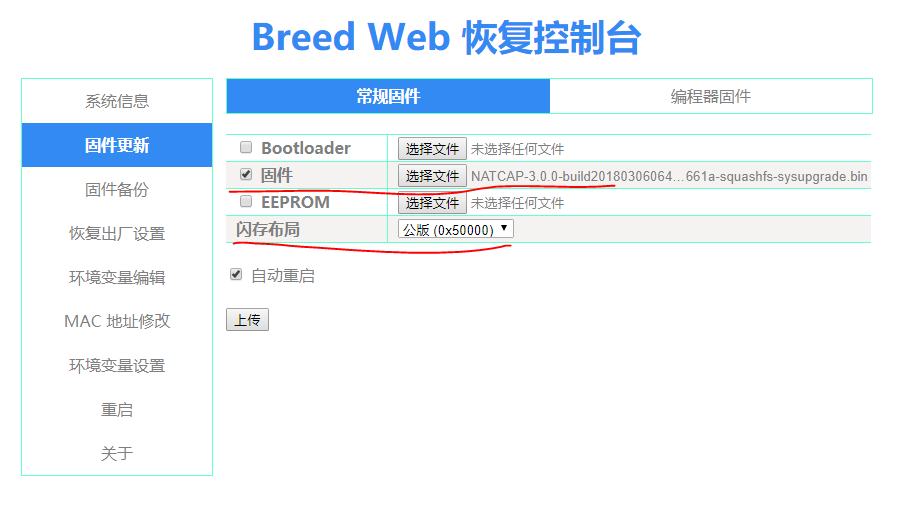 Breed Web 恢复控制台
系统信息
固件更新
固件备份
恢复出厂设置
环境变量编辑
MAC 地址修改
环境变量设置
重启
关于
常规固件 编程器固件
Bootloader 选择文件 未选择任何文件
固件 选择文件 NATCAP-3.0.0-build20180306064...661a-squashfs-sysupgrade.bin
EEPROM 选择文件 未选择任何文件
闪存布局 公版 (0x50000)
自动重启
上传